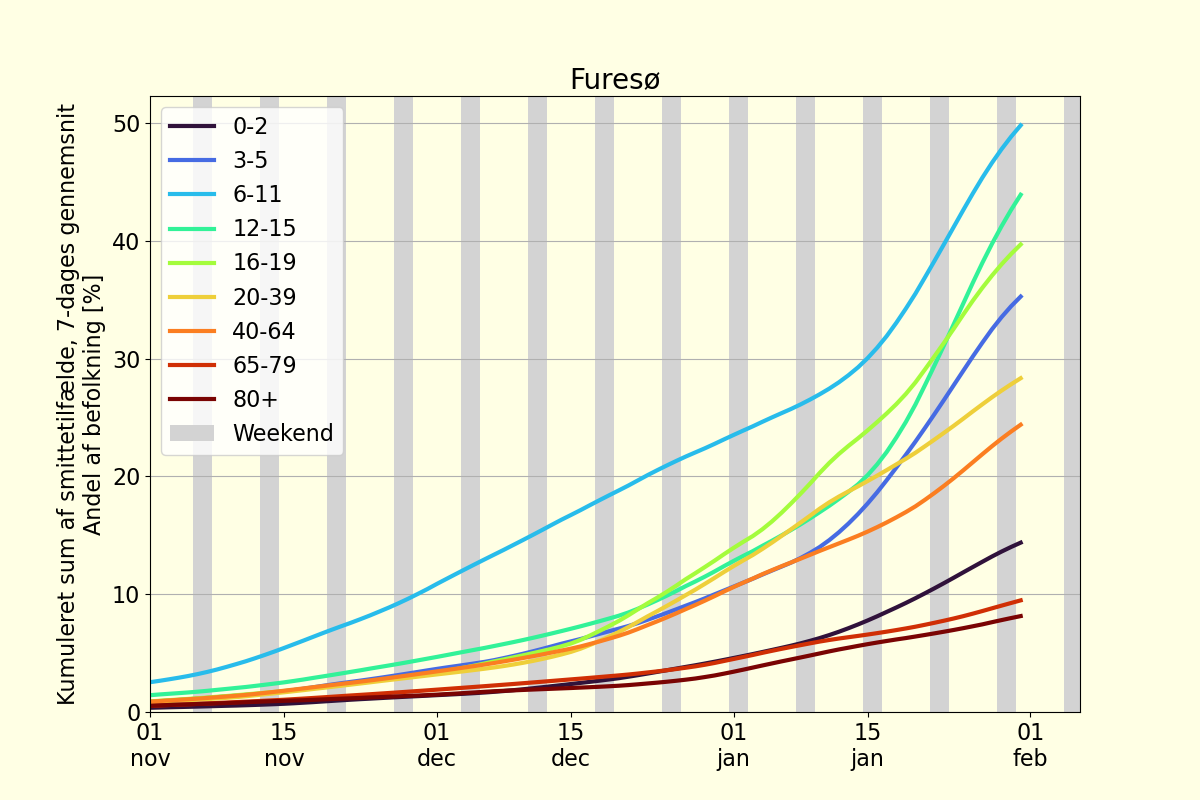 Furesø
Kumuleret sum af smittetilfælde, 7-dages gennemsnit
Andel af befolkning [%]
50
40
30
20
10
0
0-2
3-5
6-11
12-15
16-19
20-39
40-64
65-79
80+
Weekend
01 15 01 15 01 15 01
nov nov dec dec jan jan feb